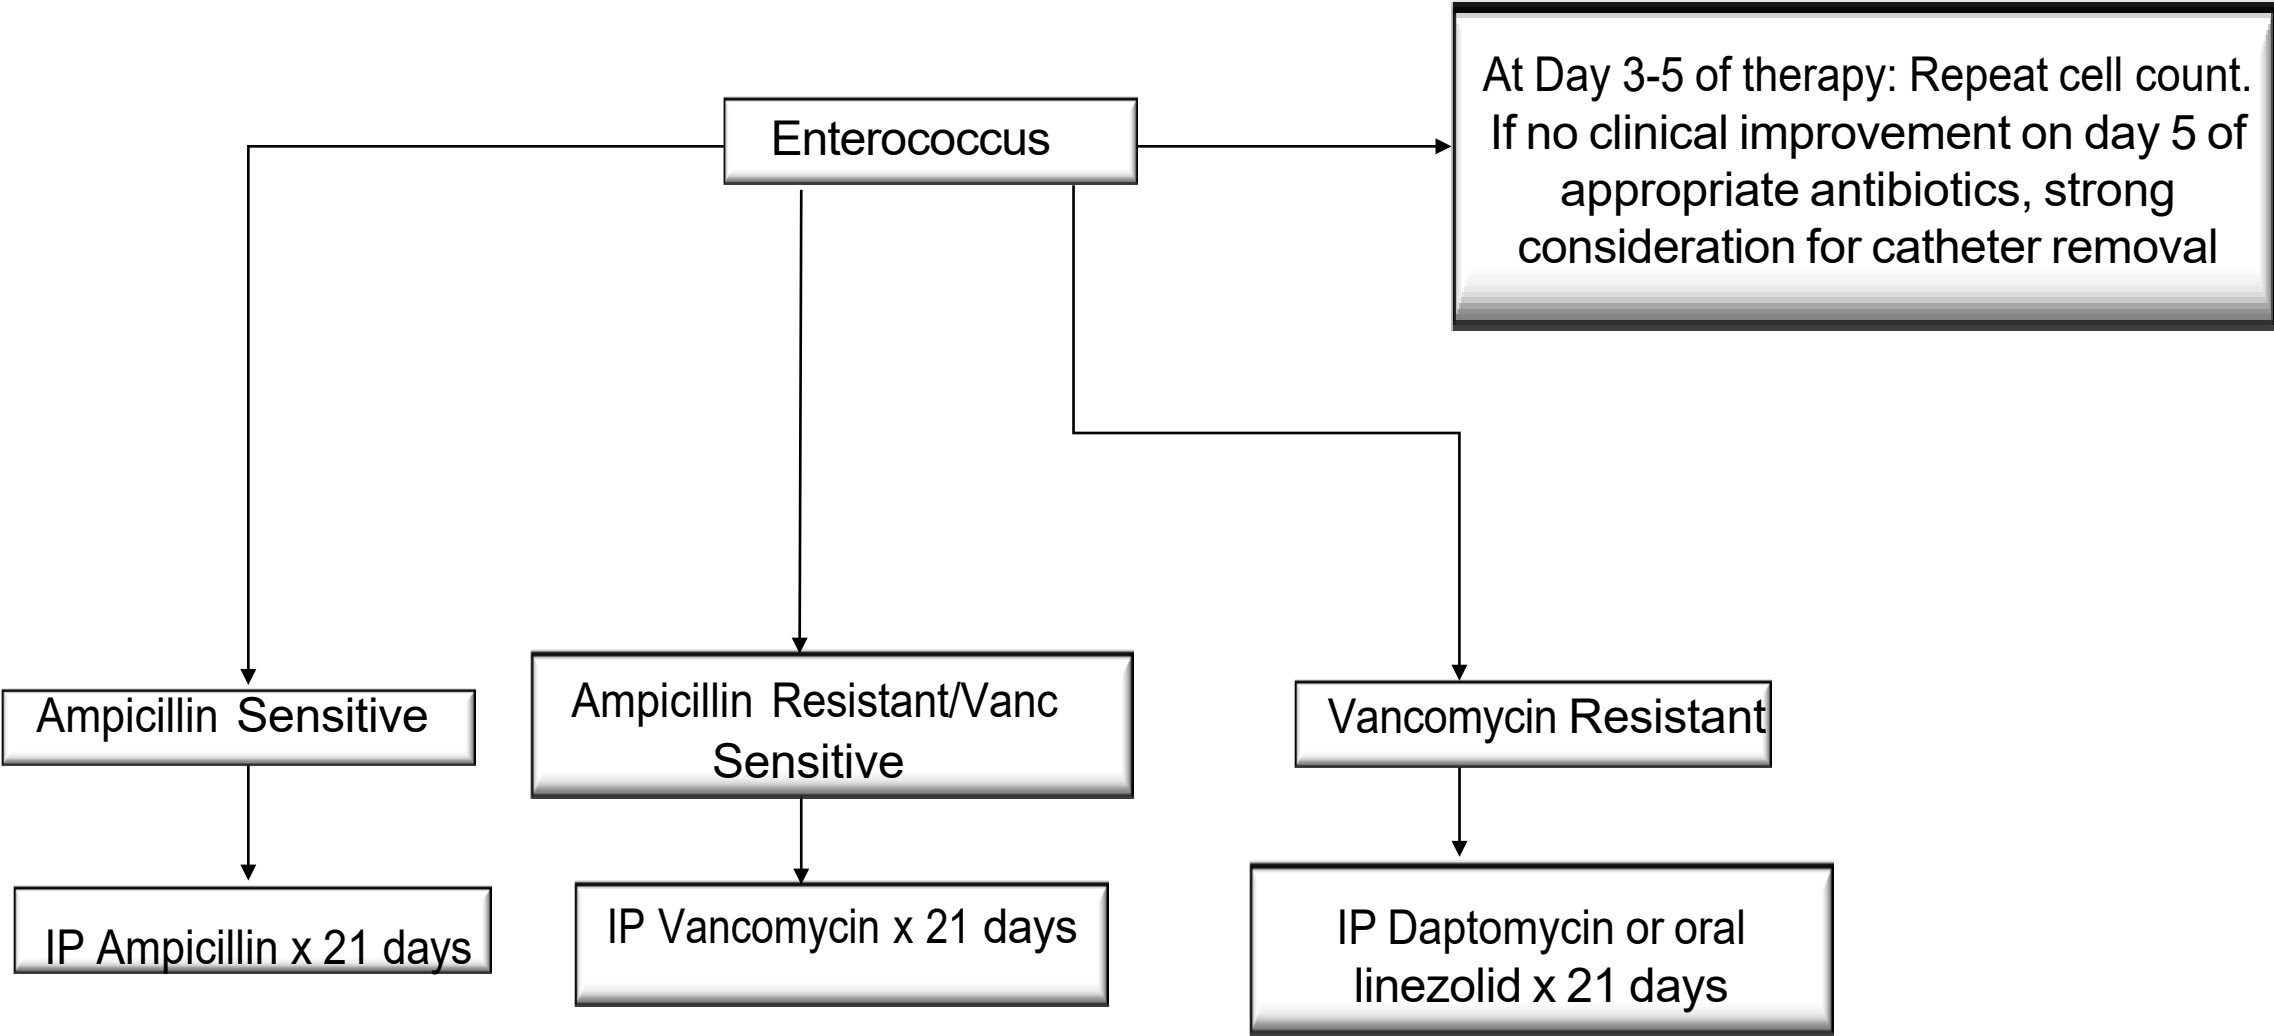 Enterococcus
At Day 3-5 of therapy: Repeat cell count.
If no clinical improvement on day 5 of
appropriate antibiotics, strong
consideration for catheter removal
Ampicillin Sensitive
Ampicillin Resistant/Vanc
Sensitive
Vancomycin Resistant
IP Ampicillin x 21 days
IP Vancomycin x 21 days
IP Daptomycin or oral
linezolid x 21 days